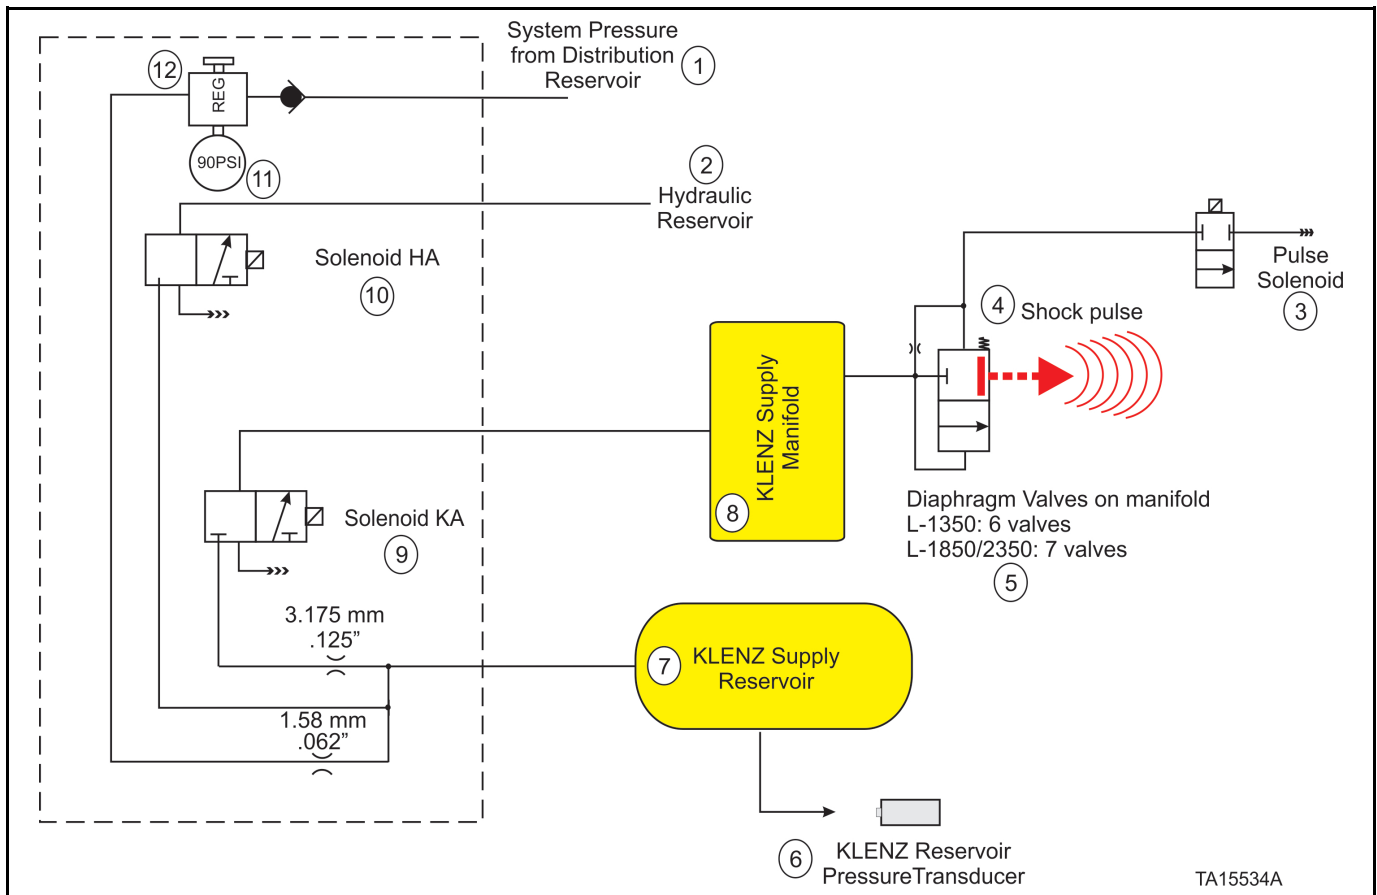 System Pressure
from Distribution
Reservoir
1
12
REG
90PSI
11
2
Hydraulic
Reservoir
Solenoid HA
10
Pulse
Solenoid
3
4
Shock pulse
KLENZ Supply
Manifold
8
Solenoid KA
9
Diaphragm Valves on manifold
L-1350: 6 valves
L-1850/2350: 7 valves
5
3.175 mm
.125”
7
KLENZ Supply
Reservoir
1.58 mm
.062”
6
KLENZ Reservoir
PressureTransducer
TA15534A